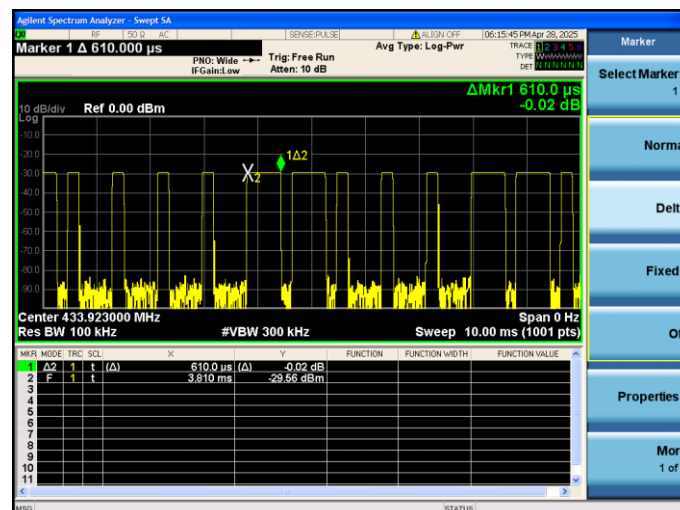 Agilent Spectrum Analyzer - Swept SA
RF 50 Ω AC SENSE:PULSE ALIGN OFF 06:15:45 PM Apr 28, 2025
Marker 1 Δ 610.000 µs
PNO: Wide
IFGain:Low
Trig: Free Run
Atten: 10 dB
Avg Type: Log-Pwr
TRACE 1 2 3 4 5 6
TYPE WWWWWW
DET N N N N N N
ΔMkr1 610.0 µs
-0.02 dB
10 dB/div Ref 0.00 dBm
Log
-10.0
-20.0
-30.0
-40.0
-50.0
-60.0
-70.0
-80.0
-90.0
1Δ2
X2
Center 433.923000 MHz Span 0 Hz
Res BW 100 kHz #VBW 300 kHz Sweep 10.00 ms (1001 pts)
MKR MODE TRC SCL X Y FUNCTION FUNCTION WIDTH FUNCTION VALUE
1 Δ2 1 t (Δ) 610.0 µs (Δ) -0.02 dB
2 F 1 t 3.810 ms -29.56 dBm
3
4
5
6
7
8
9
10
11
MSG STATUS
Marker
Select Marker
1
Norma
Delt
Fixed
Of
Properties
Mor
1 of